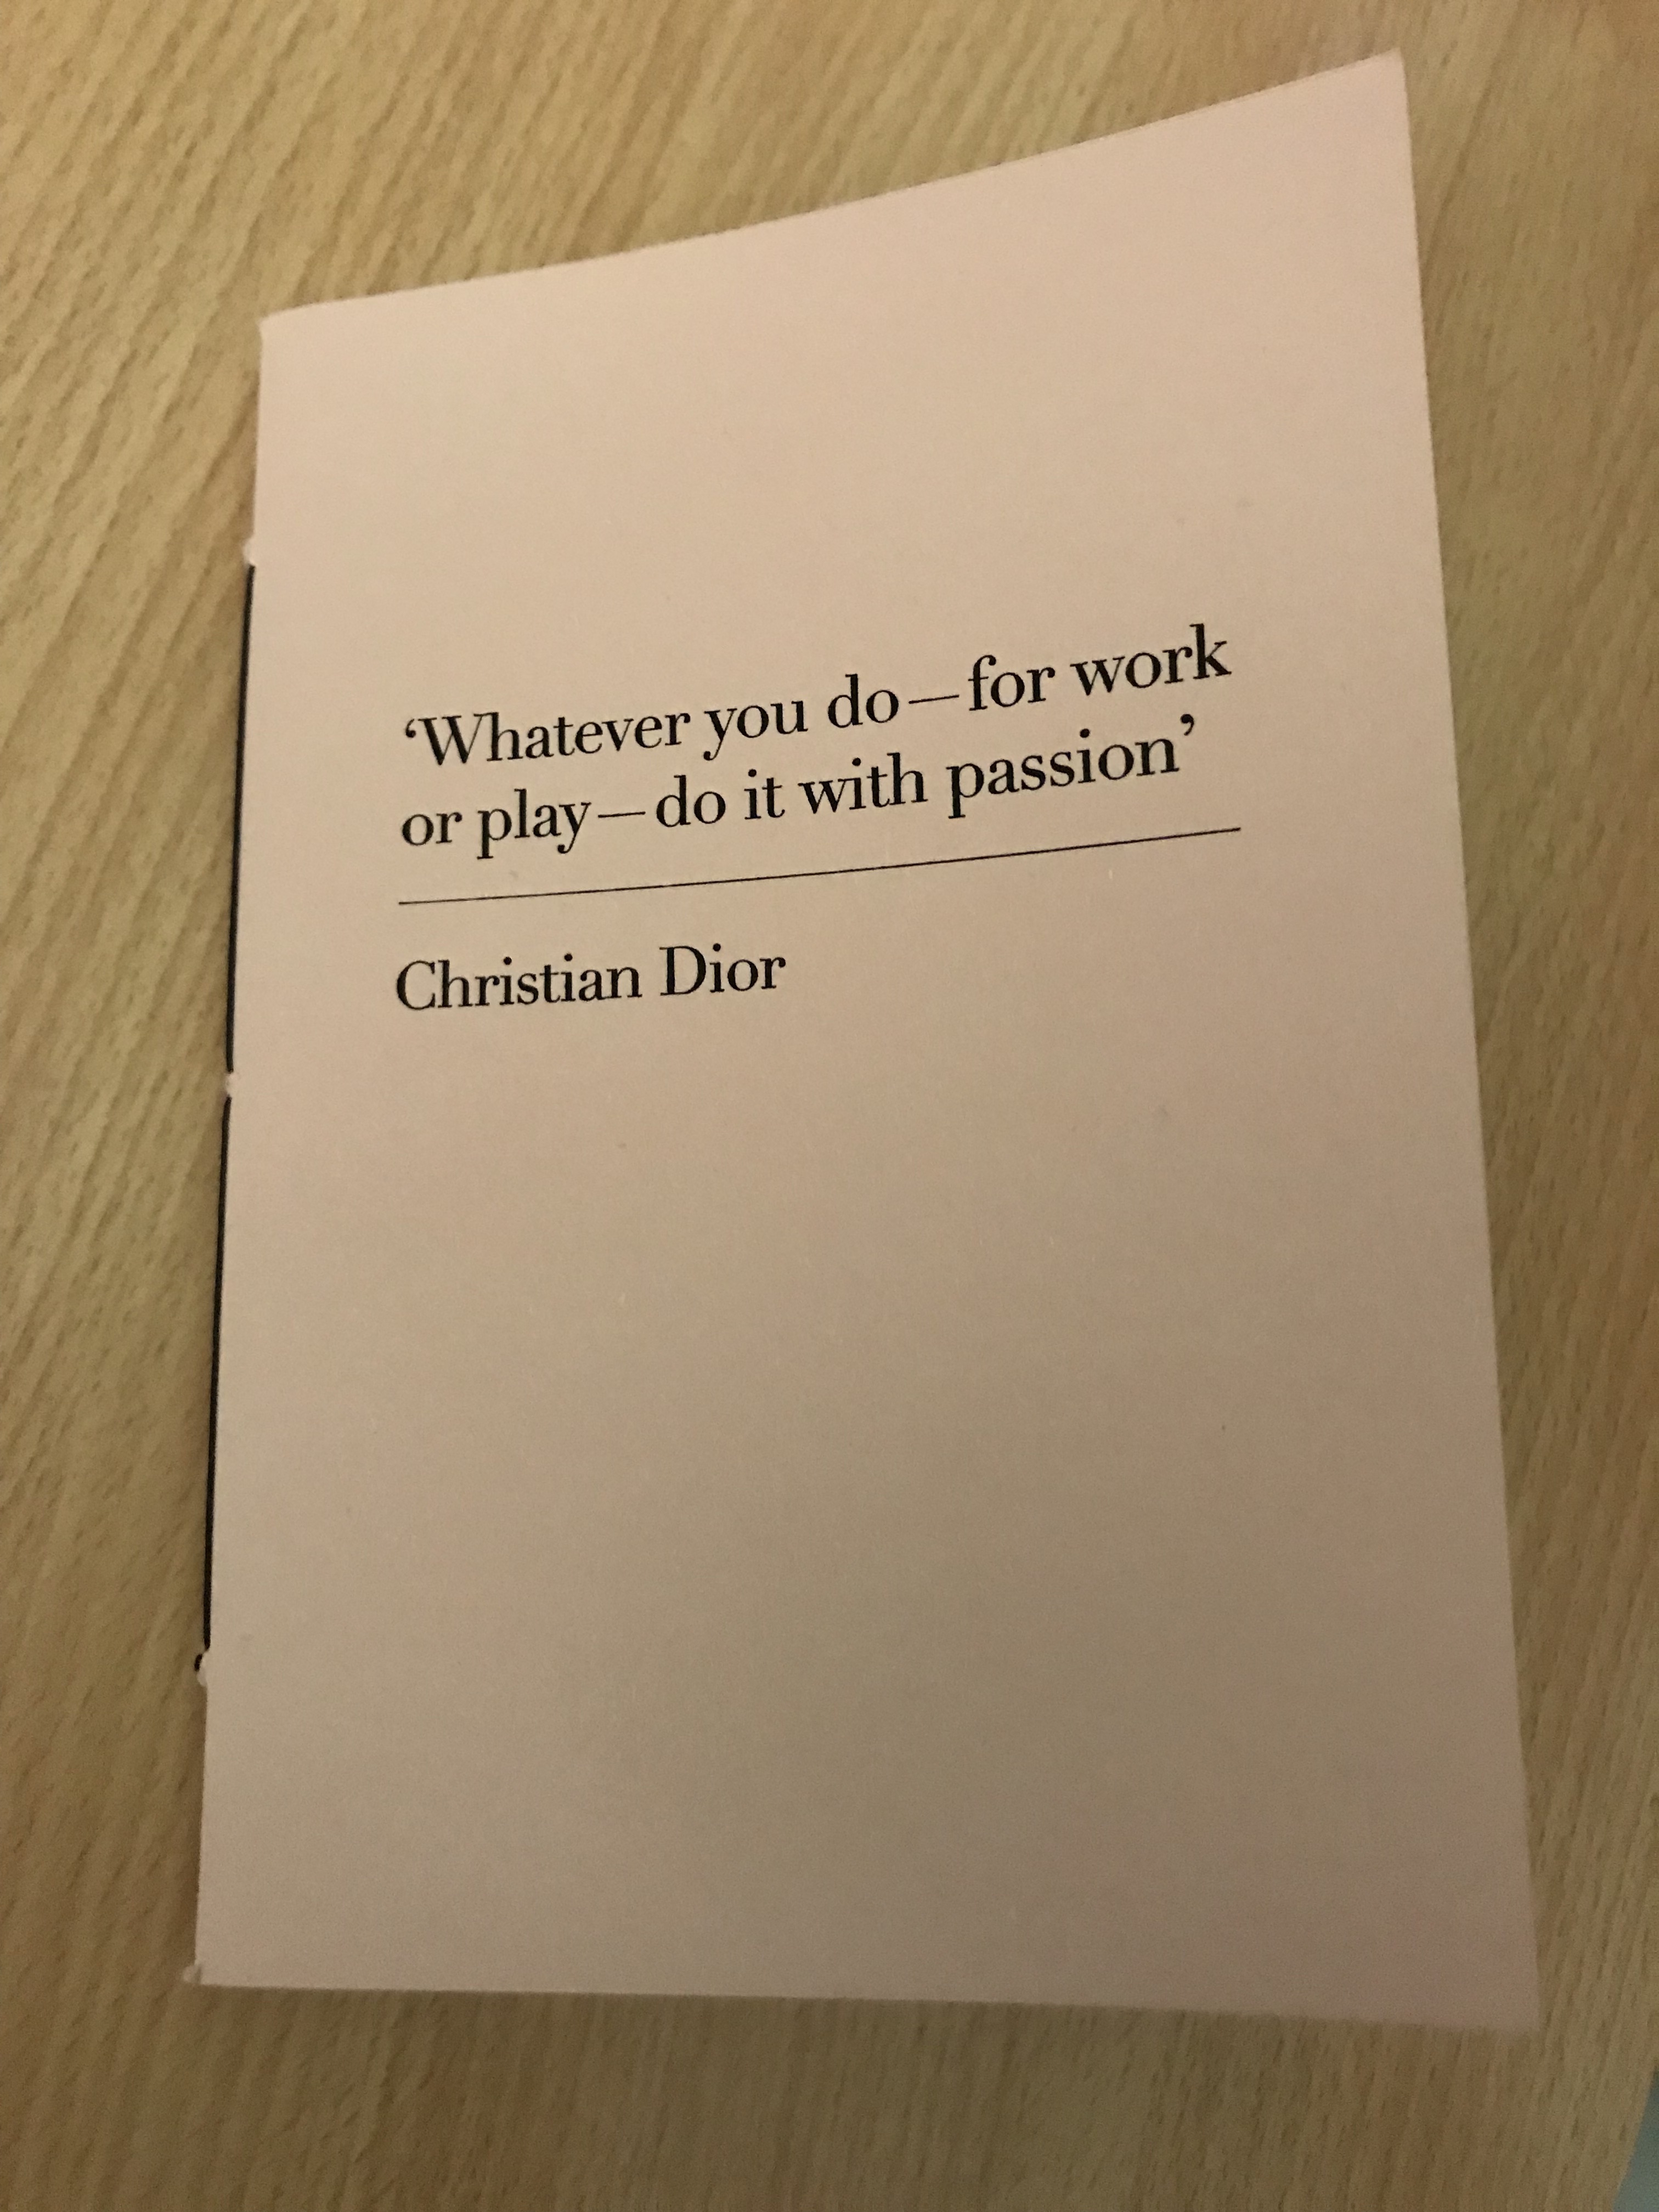 ‘Whatever you do—for work
or play—do it with passion’
Christian Dior